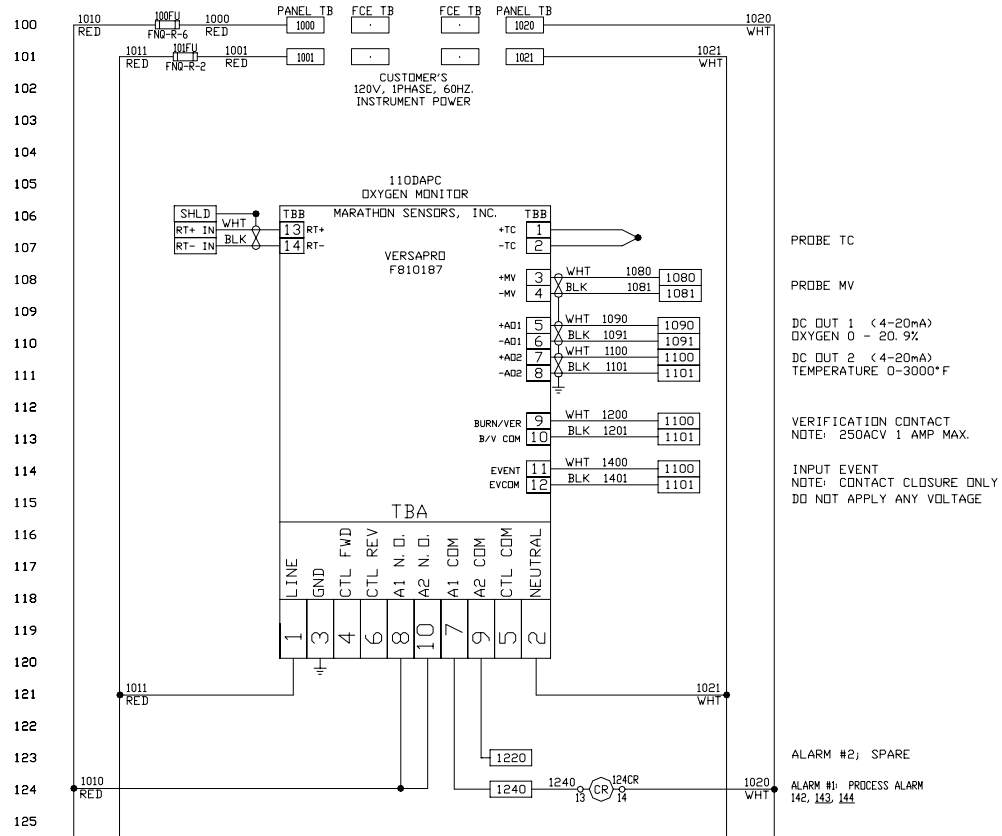 PANEL TB FCE TB FCE TB PANEL TB
100 1010 RED 100FU FNQ-R-6 1000 RED 1000 1020 1020 WHT
101 1011 RED 101FU FNQ-R-2 1001 RED 1001 1021 1021 WHT
CUSTOMER'S
102 120V, 1PHASE, 60HZ.
INSTRUMENT POWER
103
104
105 110DAPC
OXYGEN MONITOR
106 SHLD TBB MARATHON SENSORS, INC. TBB
RT+ IN WHT 13 RT+ +TC 1
107 RT- IN BLK 14 RT- -TC 2 PROBE TC
VERSAPRO
F810187
108 +MV 3 WHT 1080 1080 PROBE MV
-MV 4 BLK 1081 1081
109
+AO1 5 WHT 1090 1090 DC OUT 1 (4-20mA)
110 -AO1 6 BLK 1091 1091 OXYGEN 0 - 20.9%
+AO2 7 WHT 1100 1100 DC OUT 2 (4-20mA)
111 -AO2 8 BLK 1101 1101 TEMPERATURE 0-3000°F
112
BURN/VER 9 WHT 1200 1100 VERIFICATION CONTACT
113 B/V COM 10 BLK 1201 1101 NOTE: 250ACV 1 AMP MAX.
114 EVENT 11 WHT 1400 1100 INPUT EVENT
EVCOM 12 BLK 1401 1101 NOTE: CONTACT CLOSURE ONLY
115 DO NOT APPLY ANY VOLTAGE
TBA
116
117
118
LINE GND CTL FWD CTL REV A1 N.O. A2 N.O. A1 COM A2 COM CTL COM NEUTRAL
119 1 3 4 6 8 10 7 9 5 2
120
121 1011 RED 1021 WHT
122
123 1220 ALARM #2; SPARE
124 1010 RED 1240 1240 13 CR 124CR 14 1020 WHT ALARM #1: PROCESS ALARM
142, 143, 144
125